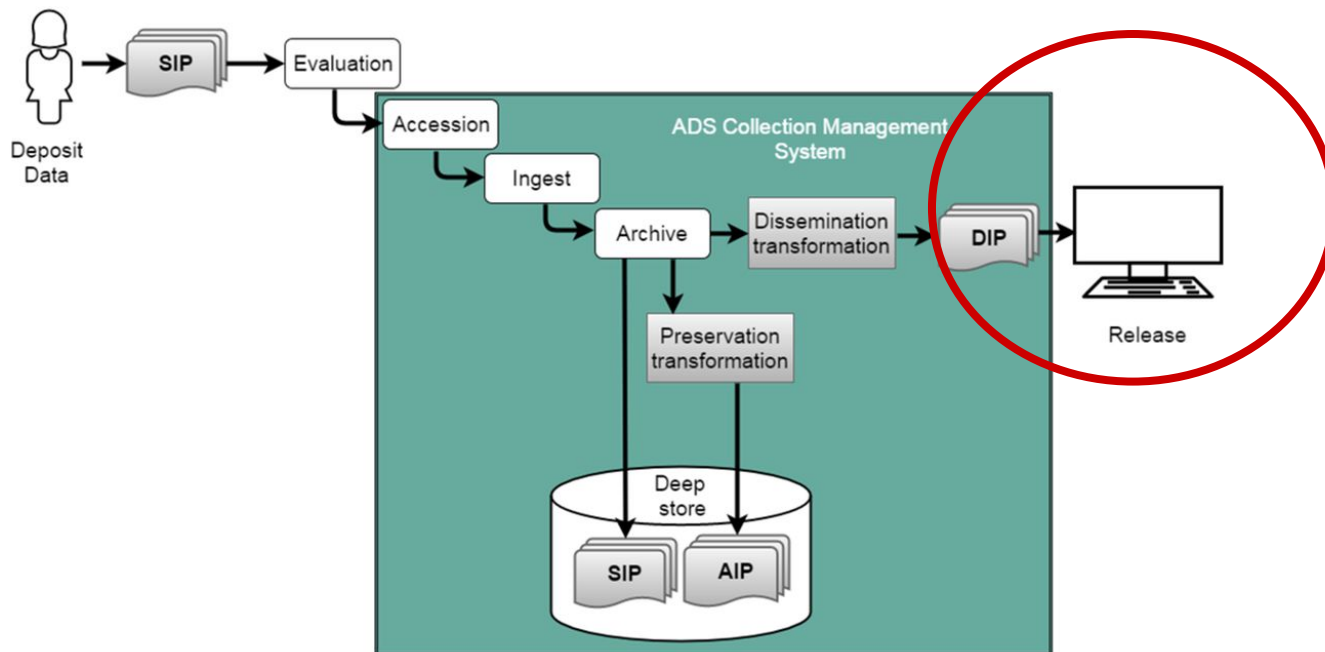 Deposit
Data
SIP
Evaluation
Accession
ADS Collection Management
System
Ingest
Archive
Dissemination
transformation
DIP
Release
Preservation
transformation
Deep
store
SIP
AIP